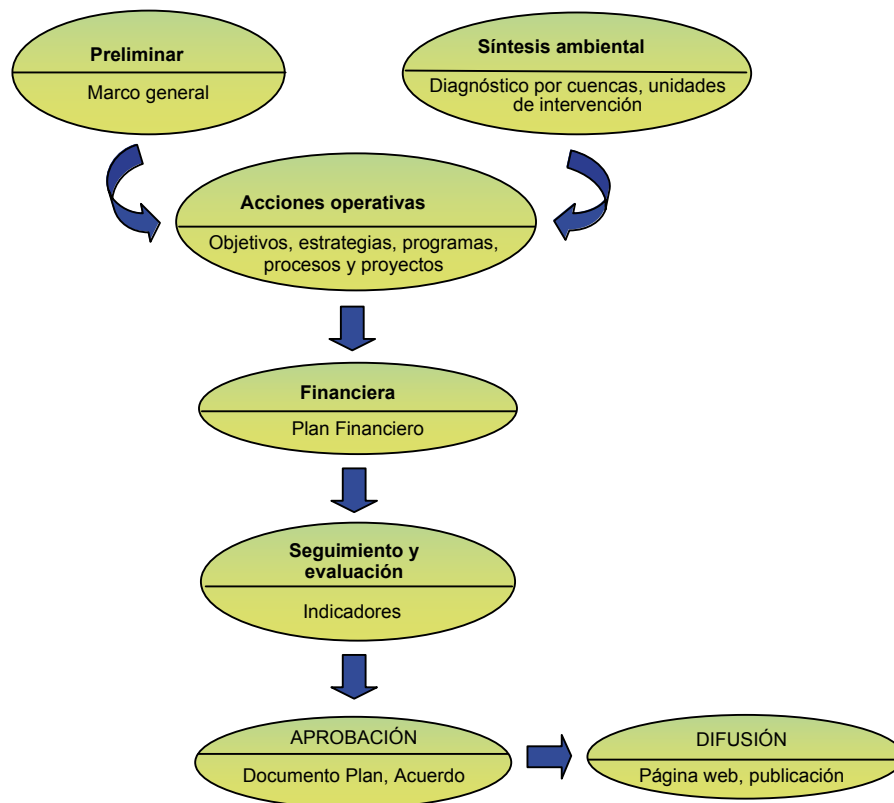 Preliminar
Marco general
Síntesis ambiental
Diagnóstico por cuencas, unidades
de intervención
Acciones operativas
Objetivos, estrategias, programas,
procesos y proyectos
Financiera
Plan Financiero
Seguimiento y
evaluación
Indicadores
APROBACIÓN
Documento Plan, Acuerdo
DIFUSIÓN
Página web, publicación